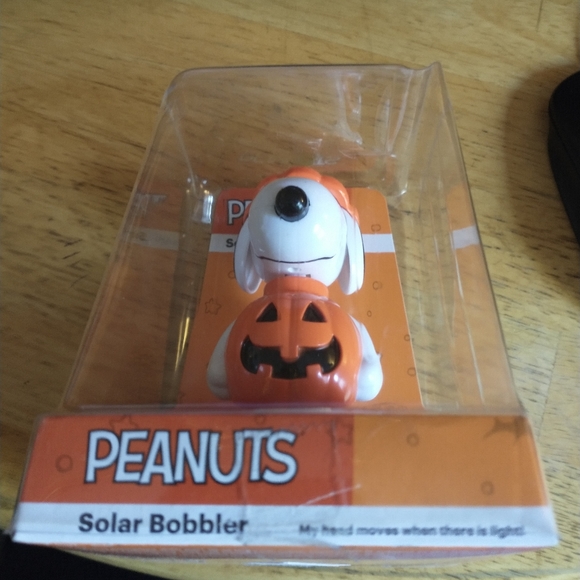 PEANUTS
Solar Bobbler
My head moves when there is light!